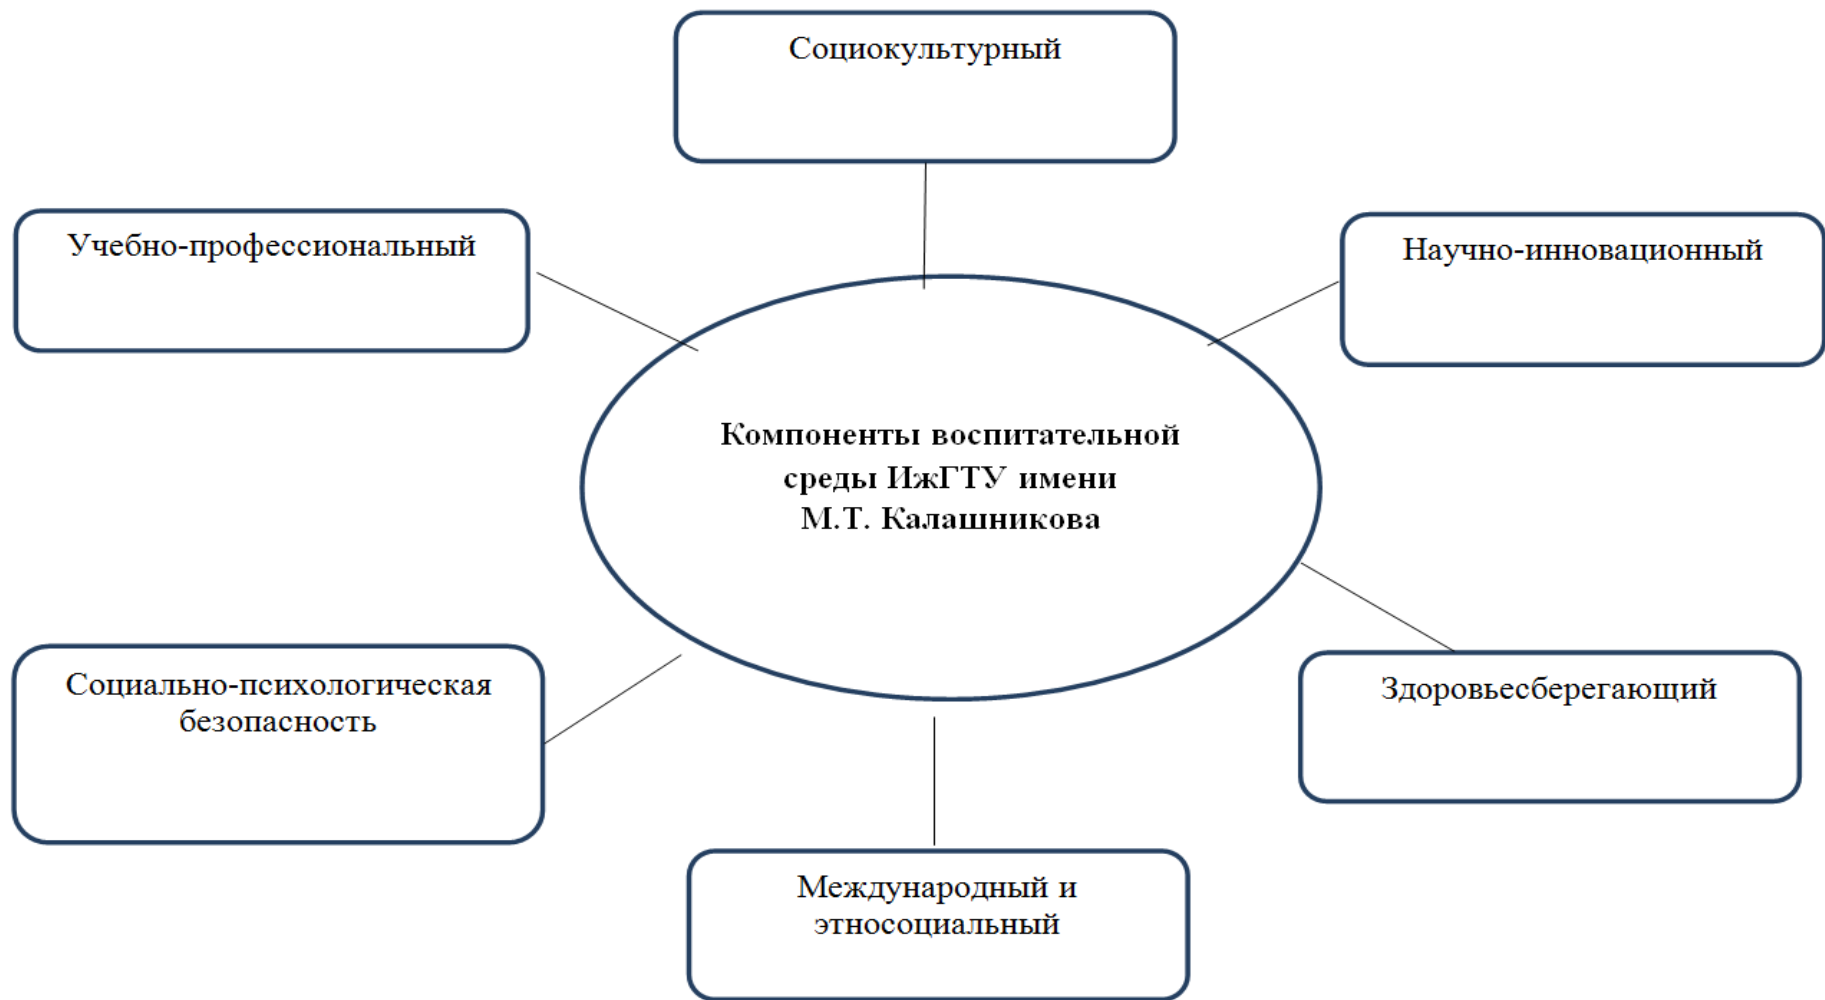 Социокультурный
Учебно-профессиональный
Научно-инновационный
Компоненты воспитательной
среды ИжГТУ имени
М.Т. Калашникова
Социально-психологическая
безопасность
Здоровьесберегающий
Международный и
этносоциальный